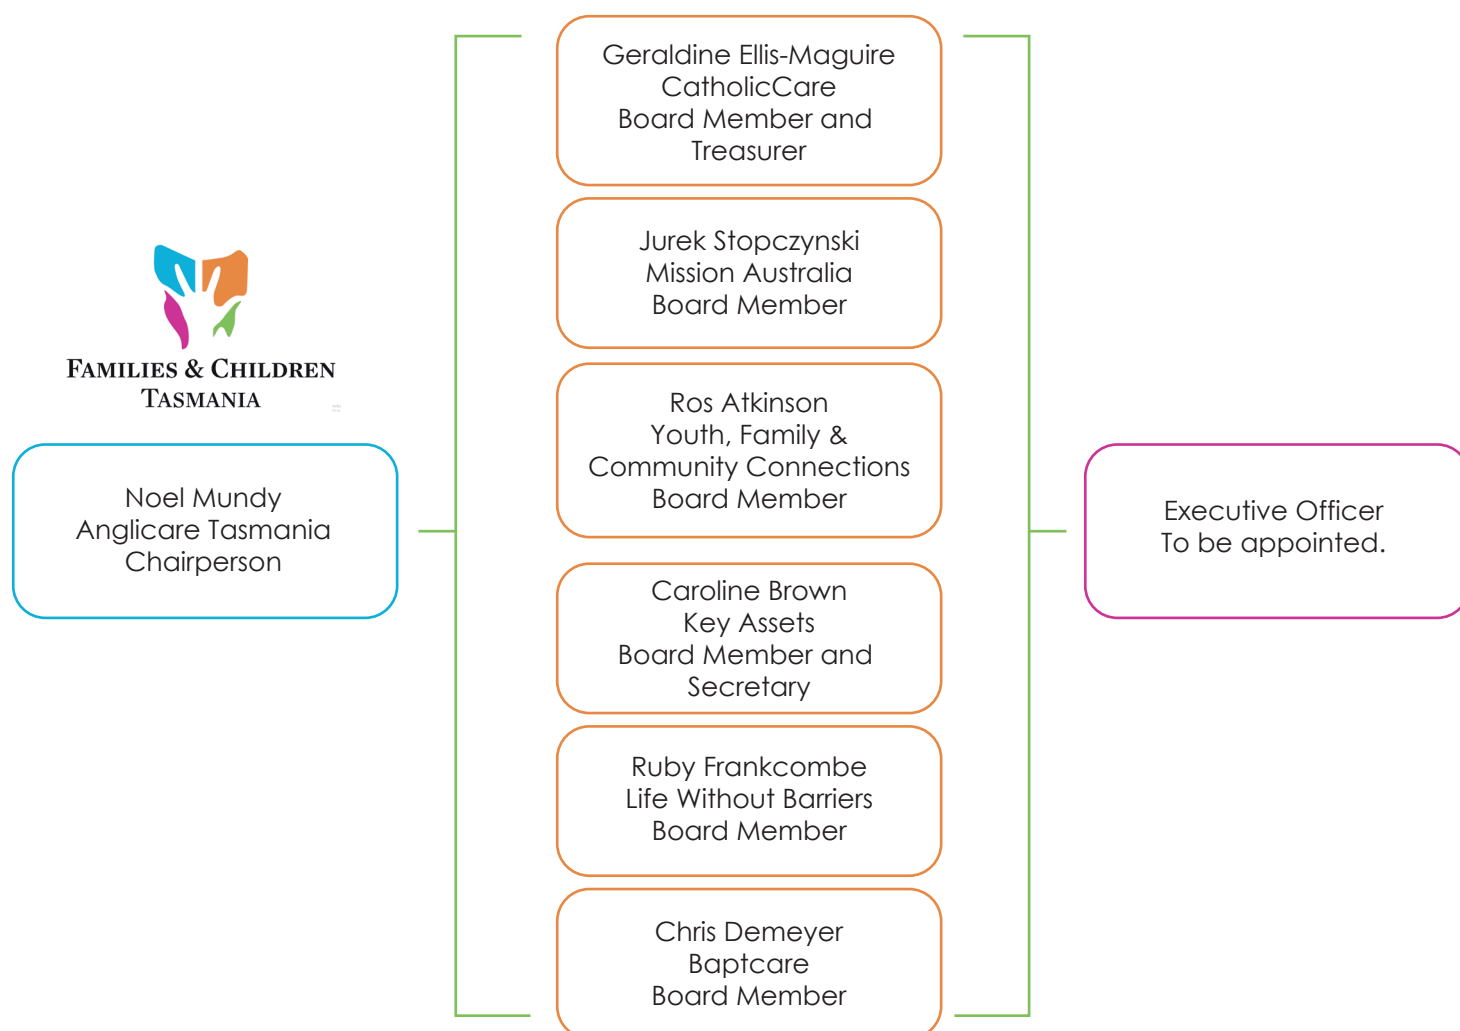 FAMILIES & CHILDREN
TASMANIA
Noel Mundy
Anglicare Tasmania
Chairperson
Geraldine Ellis-Maguire
CatholicCare
Board Member and
Treasurer
Jurek Stopczynski
Mission Australia
Board Member
Ros Atkinson
Youth, Family &
Community Connections
Board Member
Caroline Brown
Key Assets
Board Member and
Secretary
Ruby Frankcombe
Life Without Barriers
Board Member
Chris Demeyer
Baptcare
Board Member
Executive Officer
To be appointed.